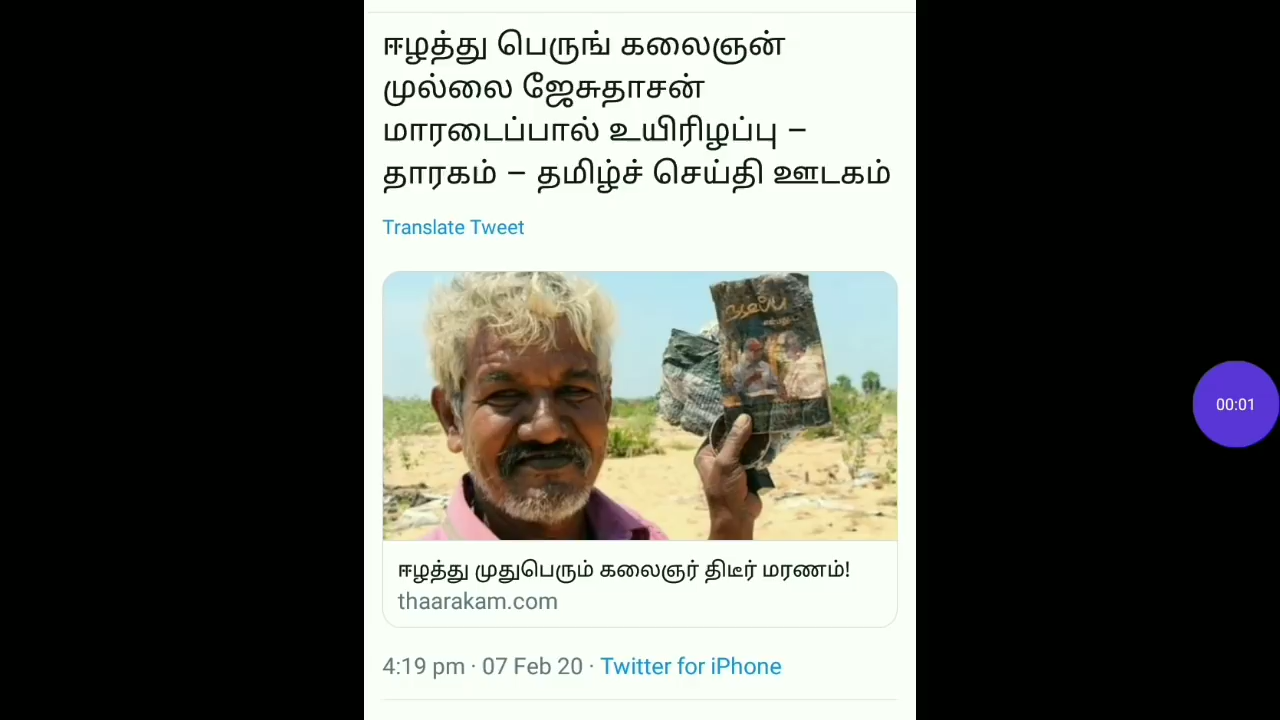 ஈழத்து பெருங் கலைஞன்
முல்லை ஜேசுதாசன்
மாரடைப்பால் உயிரிழப்பு –
தாரகம் – தமிழ்ச் செய்தி ஊடகம்
Translate Tweet
ஈழத்து முதுபெரும் கலைஞர் திடீர் மரணம்!
thaarakam.com
4:19 pm · 07 Feb 20 · Twitter for iPhone
00:01